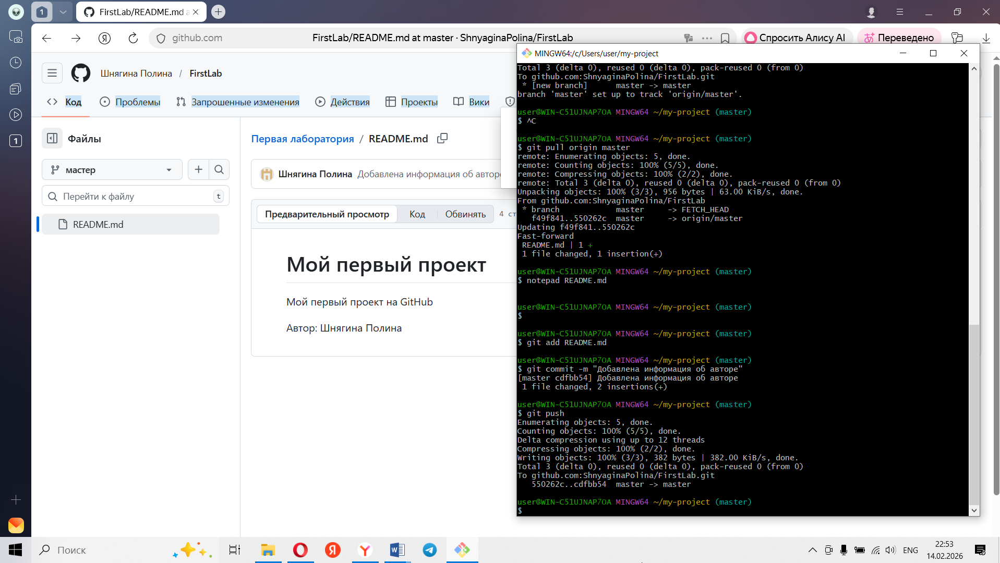 1
FirstLab/README.md a
github.com
FirstLab/README.md at master · ShnyaginaPolina/FirstLab
Спросить Алису AI
Переведено
1
Шнягина Полина / FirstLab
Код
Проблемы
Запрошенные изменения
Действия
Проекты
Вики
Файлы
мастер
Перейти к файлу
t
README.md
Первая лаборатория / README.md
Шнягина Полина Добавлена информация об авторе
Предварительный просмотр
Код
Обвинять
4 ст
Мой первый проект
Мой первый проект на GitHub
Автор: Шнягина Полина
MINGW64:/c/Users/user/my-project
Total 3 (delta 0), reused 0 (delta 0), pack-reused 0 (from 0)
To github.com:ShnyaginaPolina/FirstLab.git
* [new branch] master -> master
branch 'master' set up to track 'origin/master'.
user@WIN-C51UJNAP7OA MINGW64 ~/my-project (master)
$ ^C
user@WIN-C51UJNAP7OA MINGW64 ~/my-project (master)
$ git pull origin master
remote: Enumerating objects: 5, done.
remote: Counting objects: 100% (5/5), done.
remote: Compressing objects: 100% (2/2), done.
remote: Total 3 (delta 0), reused 0 (delta 0), pack-reused 0 (from 0)
Unpacking objects: 100% (3/3), 956 bytes | 63.00 KiB/s, done.
From github.com:ShnyaginaPolina/FirstLab
* branch master -> FETCH_HEAD
f49f841..550262c master -> origin/master
Updating f49f841..550262c
Fast-forward
README.md | 1 +
1 file changed, 1 insertion(+)
user@WIN-C51UJNAP7OA MINGW64 ~/my-project (master)
$ notepad README.md
user@WIN-C51UJNAP7OA MINGW64 ~/my-project (master)
$
user@WIN-C51UJNAP7OA MINGW64 ~/my-project (master)
$ git add README.md
user@WIN-C51UJNAP7OA MINGW64 ~/my-project (master)
$ git commit -m "Добавлена информация об авторе"
[master cdfbb54] Добавлена информация об авторе
1 file changed, 2 insertions(+)
user@WIN-C51UJNAP7OA MINGW64 ~/my-project (master)
$ git push
Enumerating objects: 5, done.
Counting objects: 100% (5/5), done.
Delta compression using up to 12 threads
Compressing objects: 100% (2/2), done.
Writing objects: 100% (3/3), 382 bytes | 382.00 KiB/s, done.
Total 3 (delta 0), reused 0 (delta 0), pack-reused 0 (from 0)
To github.com:ShnyaginaPolina/FirstLab.git
550262c..cdfbb54 master -> master
user@WIN-C51UJNAP7OA MINGW64 ~/my-project (master)
$
Поиск
ENG
22:53
14.02.2026